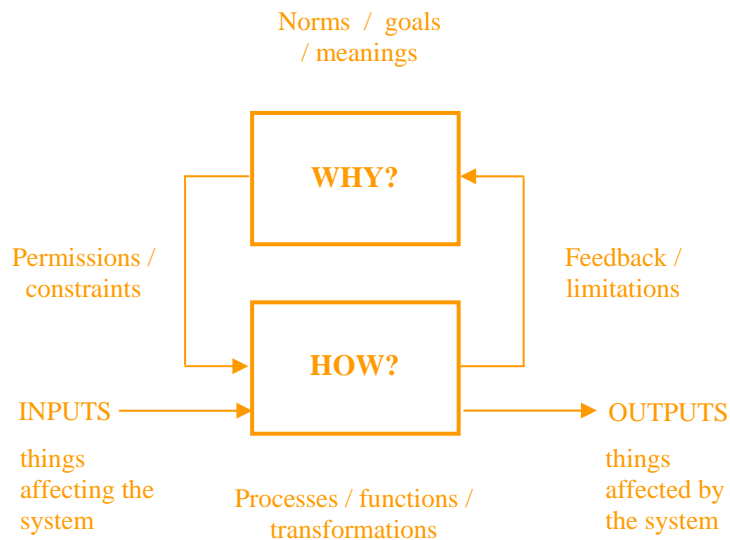 Norms / goals
/ meanings
WHY?
Permissions /
constraints
Feedback /
limitations
HOW?
INPUTS
OUTPUTS
things
affecting the
system
things
affected by
the system
Processes / functions /
transformations